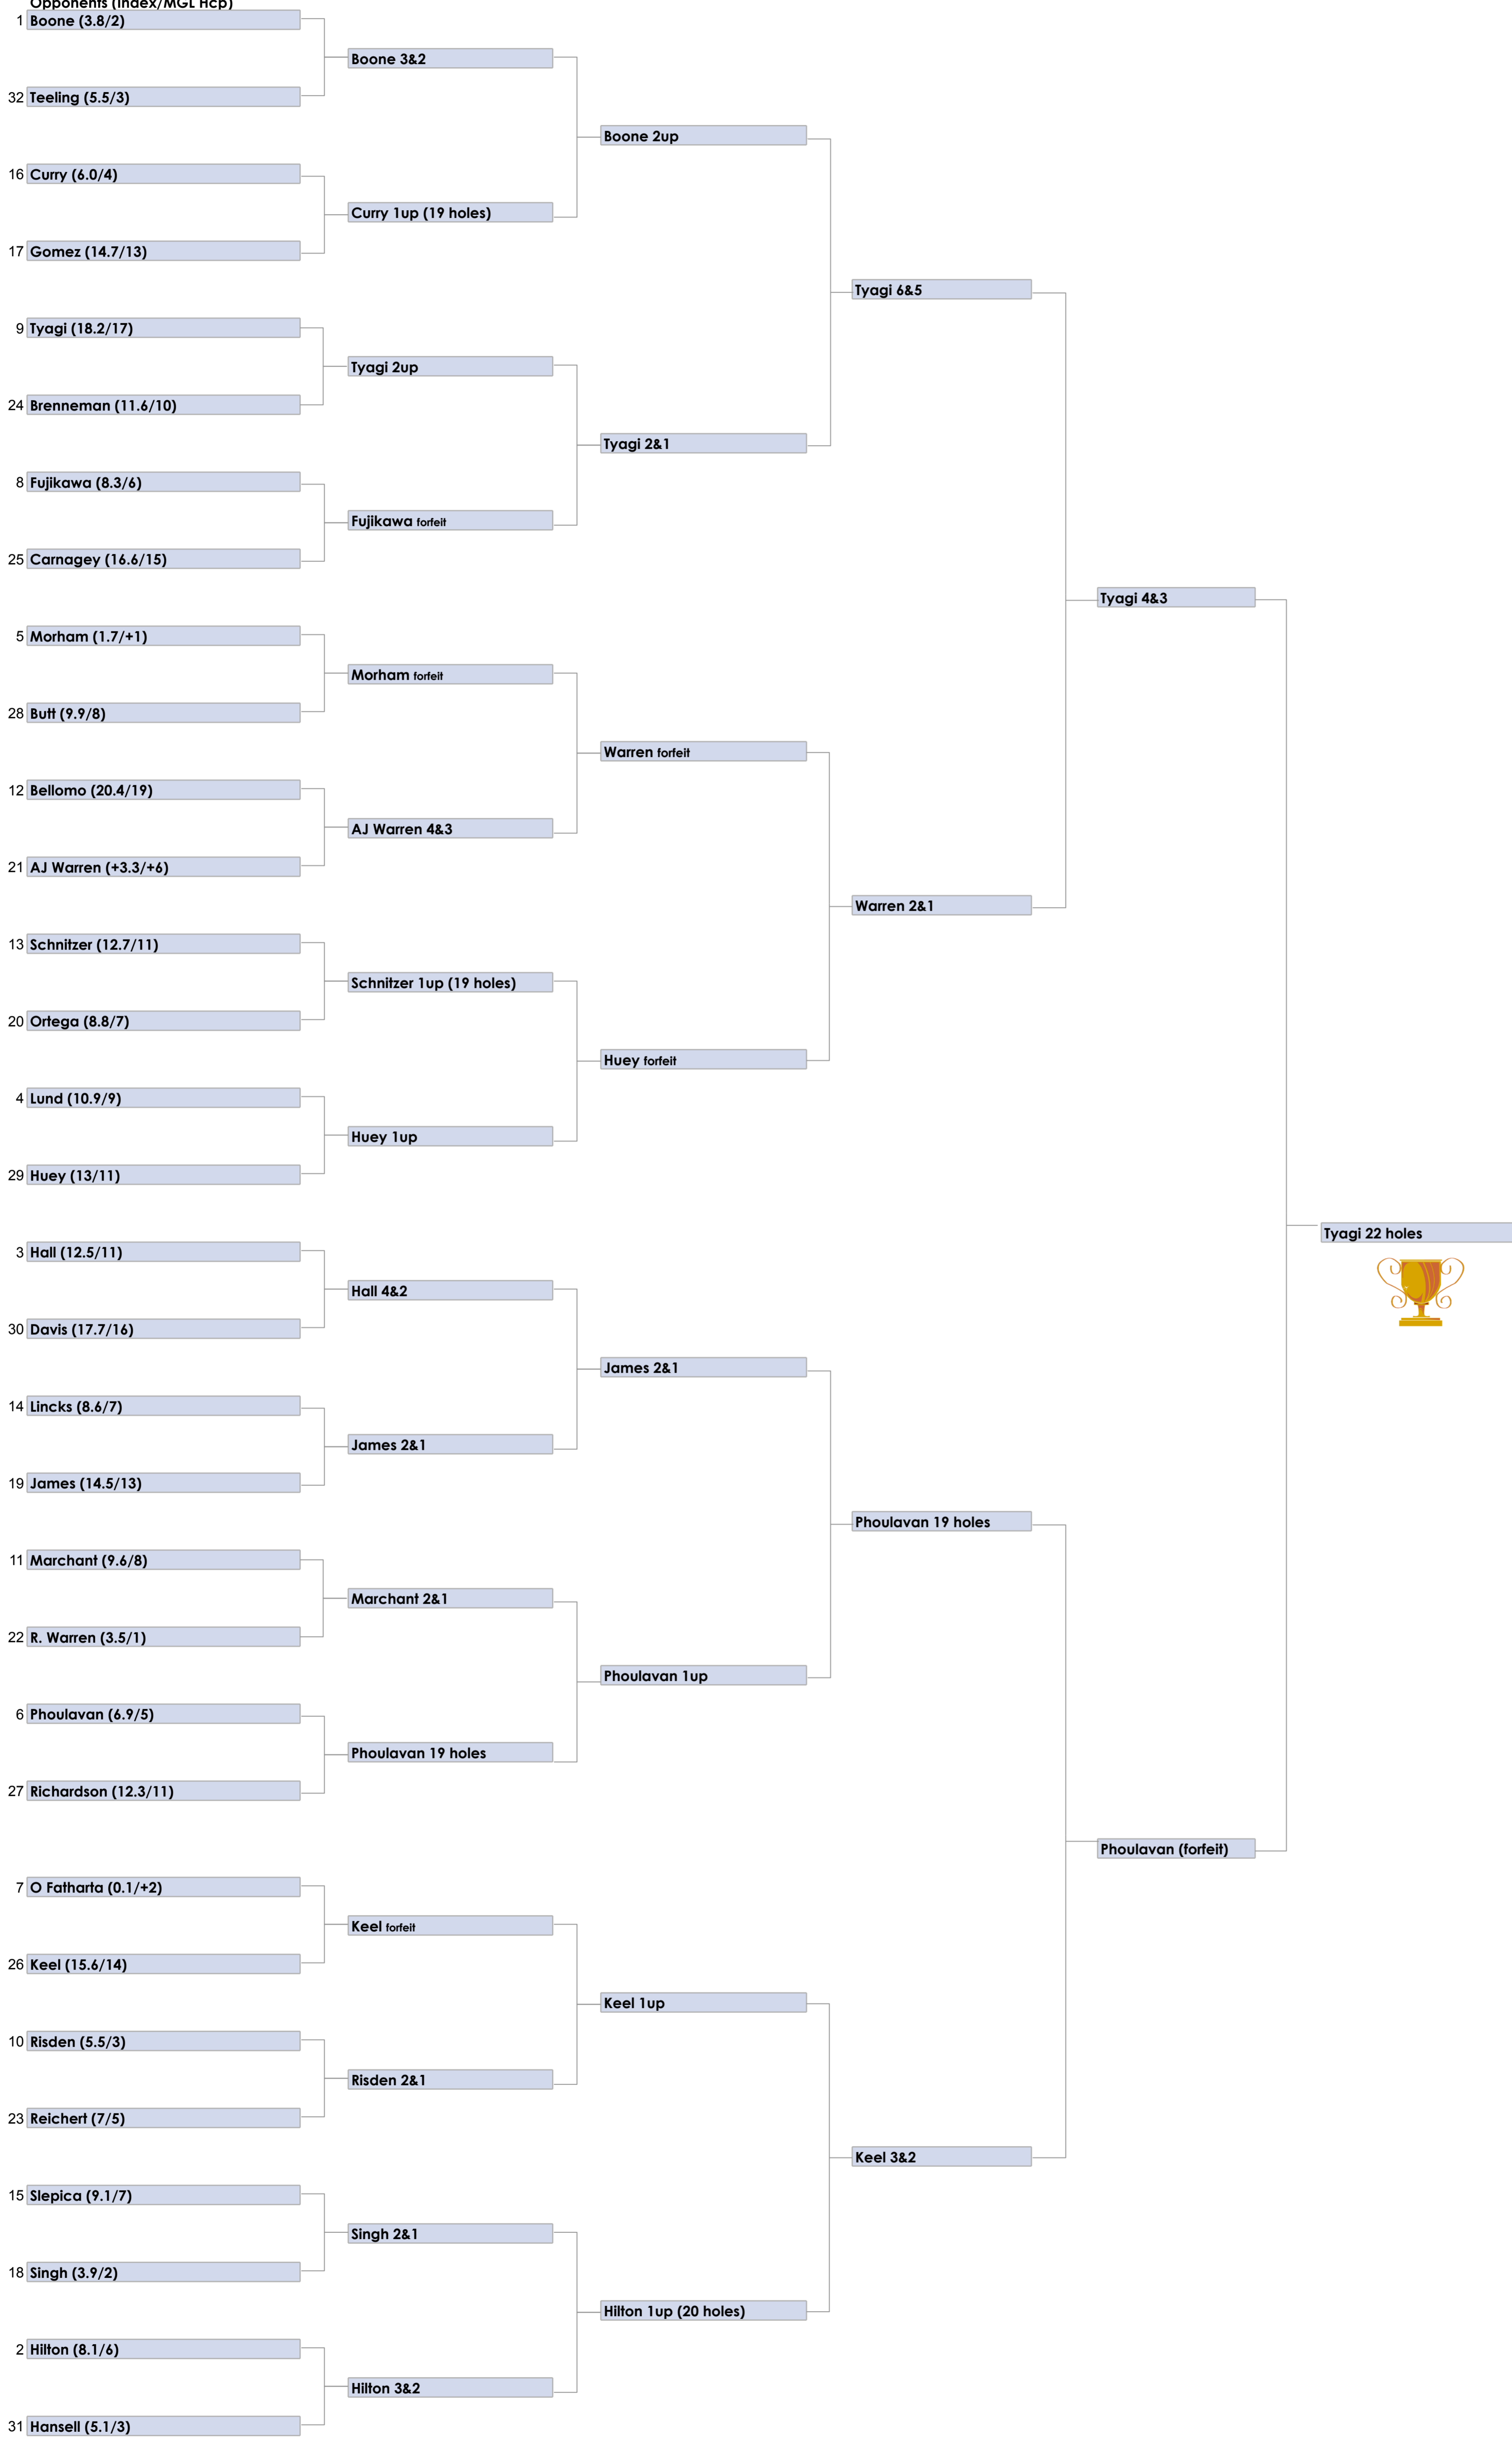 Opponents (Index/MGL Hcp)
1 Boone (3.8/2)
Boone 3&2
32 Teeling (5.5/3)
Boone 2up
16 Curry (6.0/4)
Curry 1up (19 holes)
17 Gomez (14.7/13)
Tyagi 6&5
9 Tyagi (18.2/17)
Tyagi 2up
24 Brenneman (11.6/10)
Tyagi 2&1
8 Fujikawa (8.3/6)
Fujikawa forfeit
25 Carnagey (16.6/15)
Tyagi 4&3
5 Morham (1.7/+1)
Morham forfeit
28 Butt (9.9/8)
Warren forfeit
12 Bellomo (20.4/19)
AJ Warren 4&3
21 AJ Warren (+3.3/+6)
Warren 2&1
13 Schnitzer (12.7/11)
Schnitzer 1up (19 holes)
20 Ortega (8.8/7)
Huey forfeit
4 Lund (10.9/9)
Huey 1up
29 Huey (13/11)
Tyagi 22 holes
3 Hall (12.5/11)
Hall 4&2
30 Davis (17.7/16)
James 2&1
14 Lincks (8.6/7)
James 2&1
19 James (14.5/13)
Phoulavan 19 holes
11 Marchant (9.6/8)
Marchant 2&1
22 R. Warren (3.5/1)
Phoulavan 1up
6 Phoulavan (6.9/5)
Phoulavan 19 holes
27 Richardson (12.3/11)
Phoulavan (forfeit)
7 O Fatharta (0.1/+2)
Keel forfeit
26 Keel (15.6/14)
Keel 1up
10 Risden (5.5/3)
Risden 2&1
23 Reichert (7/5)
Keel 3&2
15 Slepica (9.1/7)
Singh 2&1
18 Singh (3.9/2)
Hilton 1up (20 holes)
2 Hilton (8.1/6)
Hilton 3&2
31 Hansell (5.1/3)